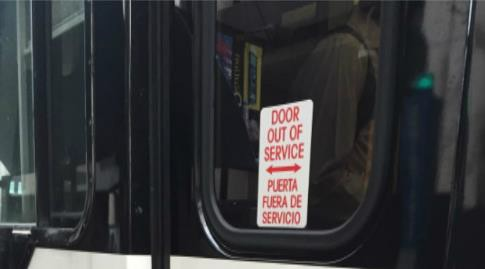 DOOR
OUT OF
SERVICE
PUERTA
FUERA DE
SERVICIO